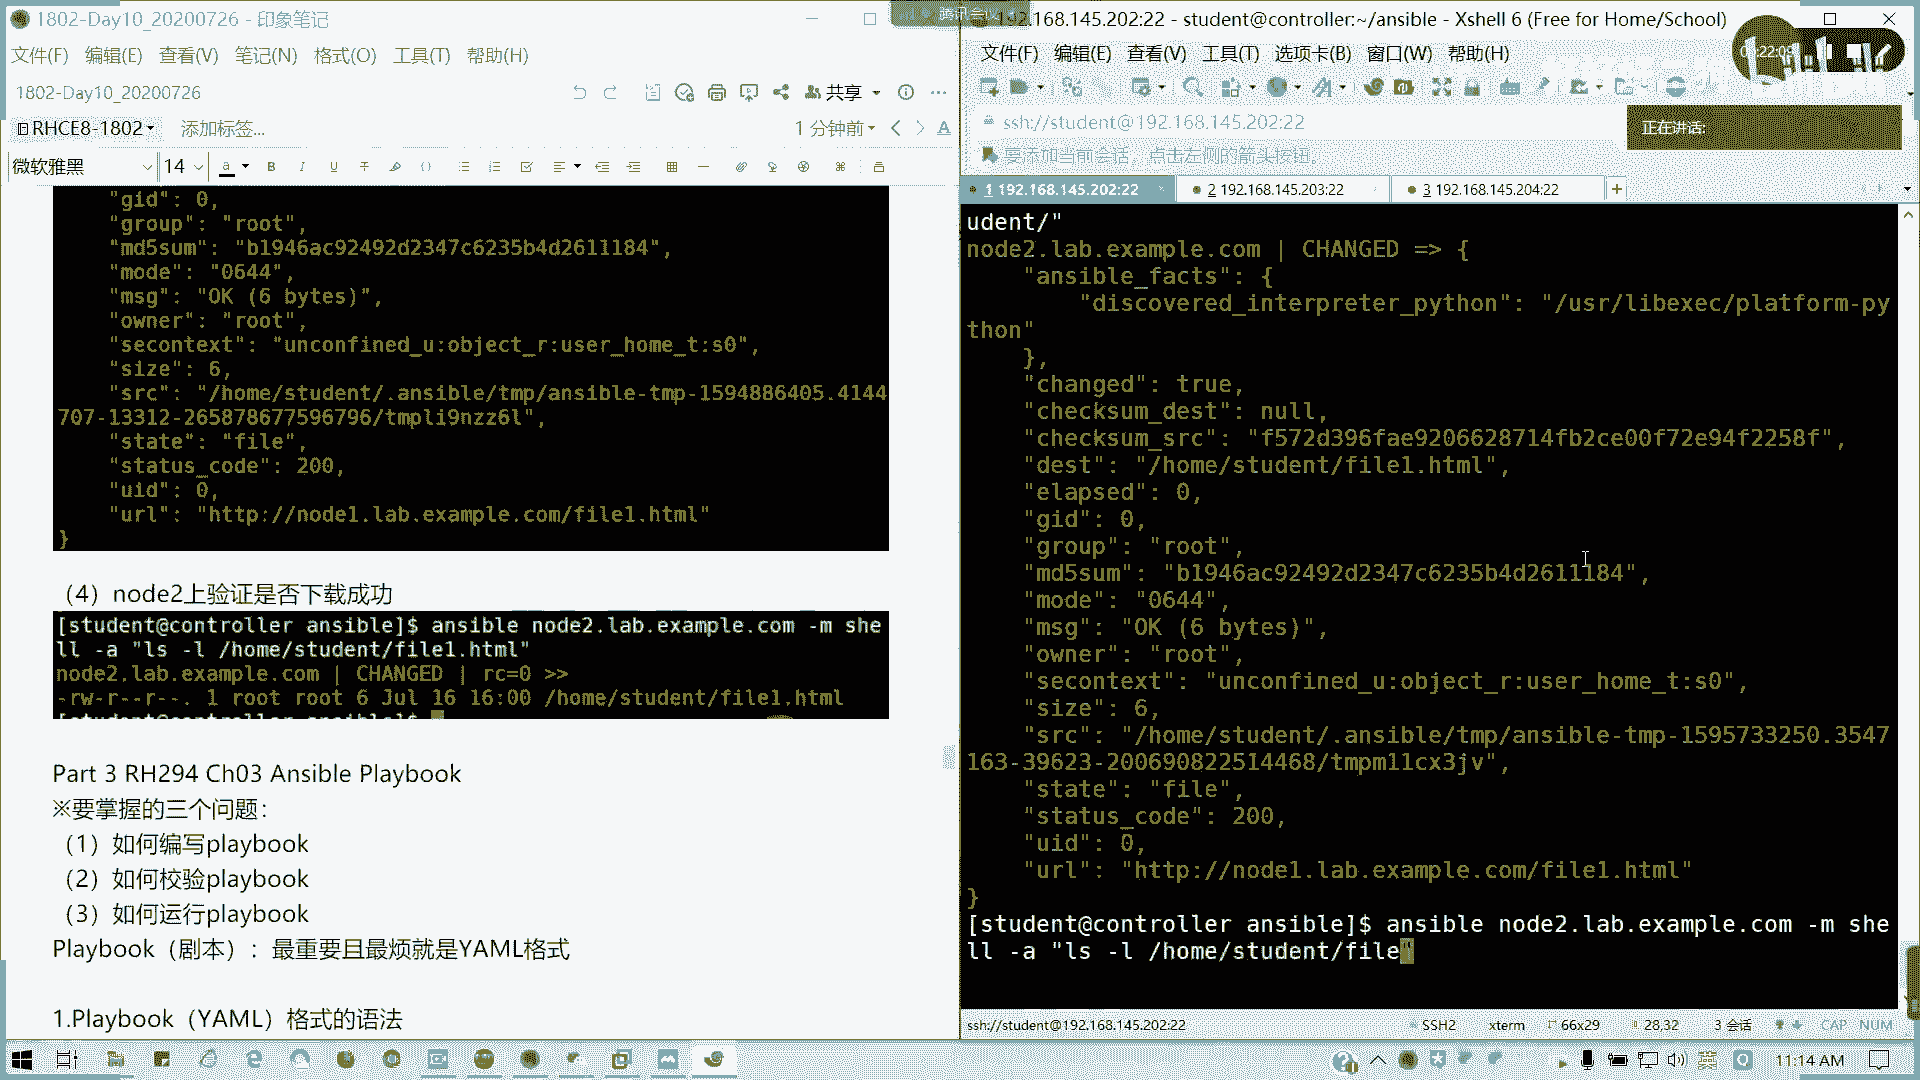 1802-Day10_20200726 - 印象笔记
文件(F) 编辑(E) 查看(V) 笔记(N) 格式(O) 工具(T) 帮助(H)
1802-Day10_20200726
共享
RHCE8-1802
添加标签...
1 分钟前
微软雅黑
14
"gid": 0,
"group": "root",
"md5sum": "b1946ac92492d2347c6235b4d2611184",
"mode": "0644",
"msg": "OK (6 bytes)",
"owner": "root",
"secontext": "unconfined_u:object_r:user_home_t:s0",
"size": 6,
"src": "/home/student/.ansible/tmp/ansible-tmp-1594886405.4144
707-13312-265878677596796/tmpli9nzz6l",
"state": "file",
"status_code": 200,
"uid": 0,
"url": "http://node1.lab.example.com/file1.html"
}
（4）node2上验证是否下载成功
[student@controller ansible]$ ansible node2.lab.example.com -m she
ll -a "ls -l /home/student/file1.html"
node2.lab.example.com | CHANGED | rc=0 >>
-rw-r--r--. 1 root root 6 Jul 16 16:00 /home/student/file1.html
[student@controller ansible]$
Part 3 RH294 Ch03 Ansible Playbook
※要掌握的三个问题：
（1）如何编写playbook
（2）如何校验playbook
（3）如何运行playbook
Playbook（剧本）：最重要且最烦就是YAML格式
1.Playbook（YAML）格式的语法
腾讯会议
.168.145.202:22 - student@controller:~/ansible - Xshell 6 (Free for Home/School)
文件(F) 编辑(E) 查看(V) 工具(T) 选项卡(B) 窗口(W) 帮助(H)
ssh://student@192.168.145.202:22
正在讲话:
要添加当前会话，点击左侧的箭头按钮。
1 192.168.145.202:22
2 192.168.145.203:22
3 192.168.145.204:22
udent/"
node2.lab.example.com | CHANGED => {
"ansible_facts": {
"discovered_interpreter_python": "/usr/libexec/platform-py
thon"
},
"changed": true,
"checksum_dest": null,
"checksum_src": "f572d396fae9206628714fb2ce00f72e94f2258f",
"dest": "/home/student/file1.html",
"elapsed": 0,
"gid": 0,
"group": "root",
"md5sum": "b1946ac92492d2347c6235b4d2611184",
"mode": "0644",
"msg": "OK (6 bytes)",
"owner": "root",
"secontext": "unconfined_u:object_r:user_home_t:s0",
"size": 6,
"src": "/home/student/.ansible/tmp/ansible-tmp-1595733250.3547
163-39623-200690822514468/tmpm11cx3jv",
"state": "file",
"status_code": 200,
"uid": 0,
"url": "http://node1.lab.example.com/file1.html"
}
[student@controller ansible]$ ansible node2.lab.example.com -m she
ll -a "ls -l /home/student/file"
ssh://student@192.168.145.202:22
SSH2
xterm
66x29
28,32
3 会话
CAP NUM
英
11:14 AM